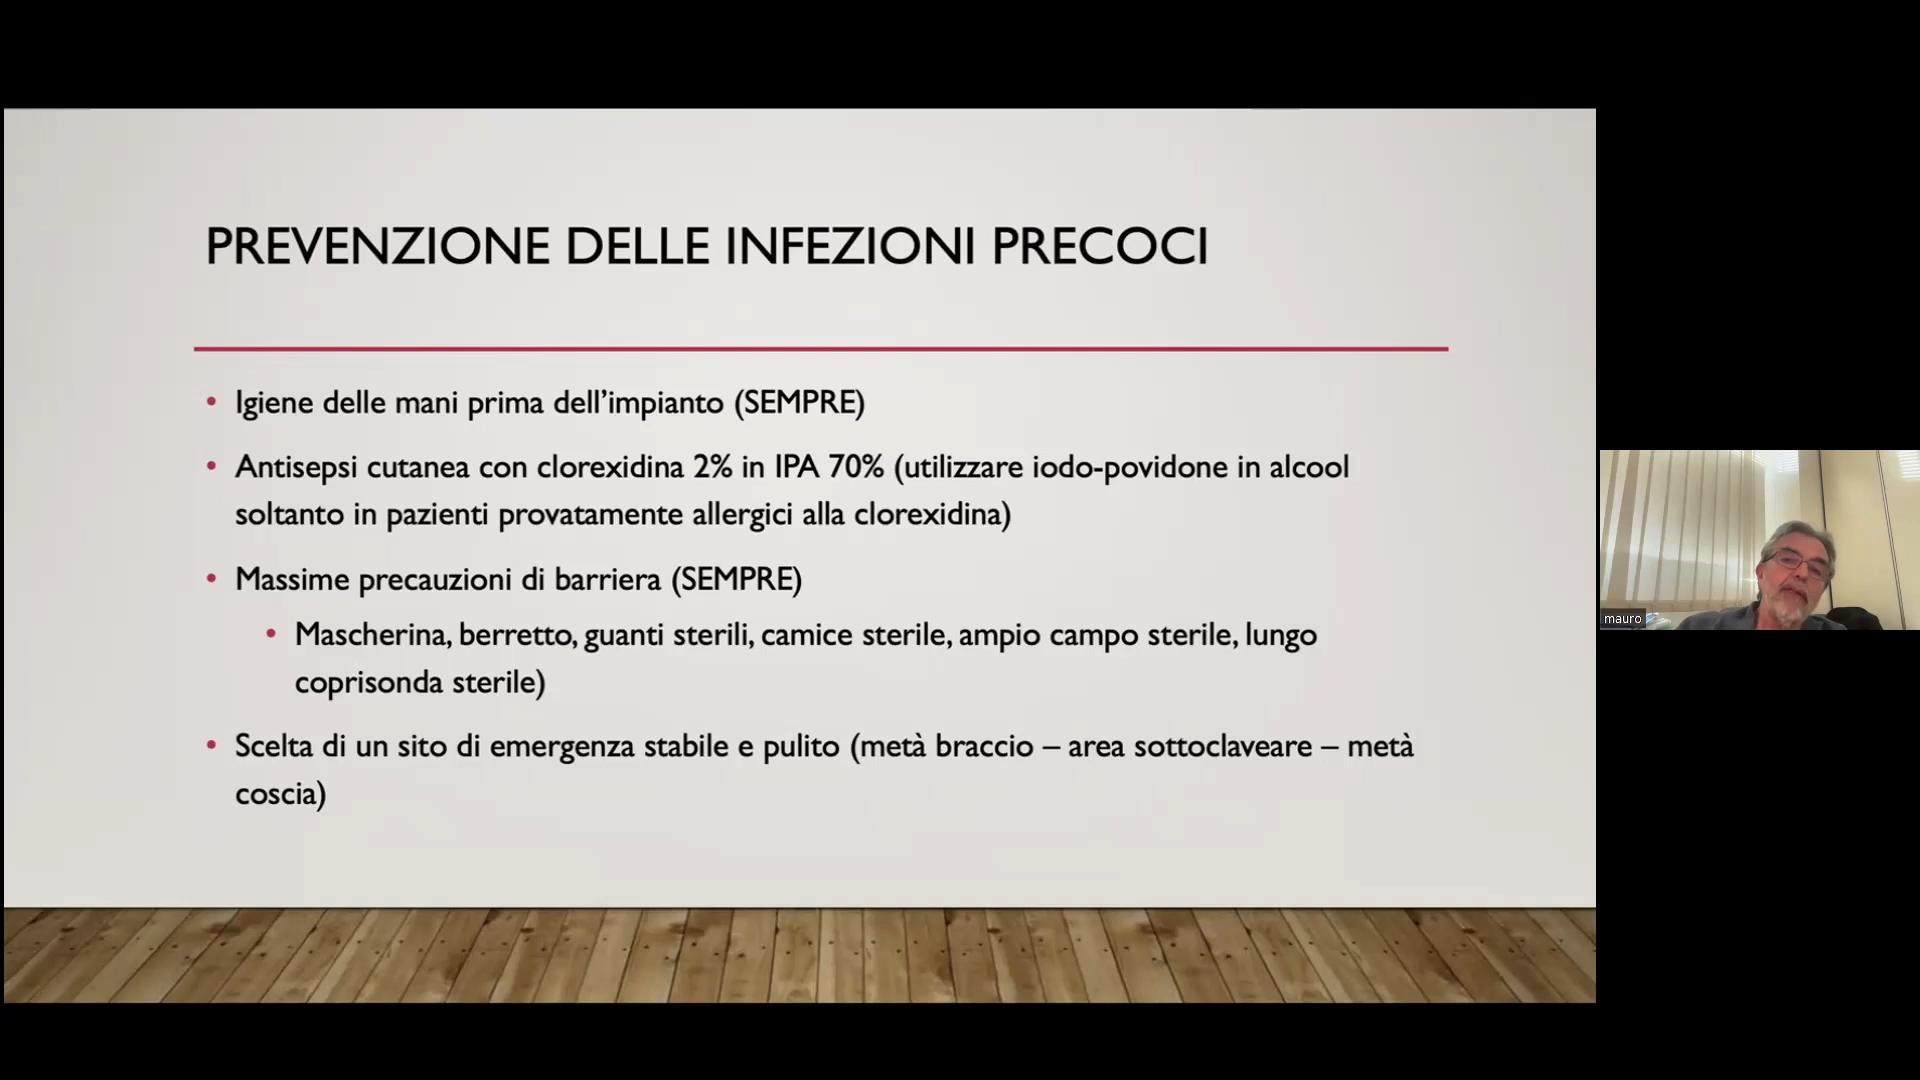 PREVENZIONE DELLE INFEZIONI PRECOCI
• Igiene delle mani prima dell’impianto (SEMPRE)
• Antisepsi cutanea con clorexidina 2% in IPA 70% (utilizzare iodo-povidone in alcool
soltanto in pazienti provatamente allergici alla clorexidina)
• Massime precauzioni di barriera (SEMPRE)
• Mascherina, berretto, guanti sterili, camice sterile, ampio campo sterile, lungo
coprisonda sterile)
• Scelta di un sito di emergenza stabile e pulito (metà braccio – area sottoclaveare – metà
coscia)
mauro